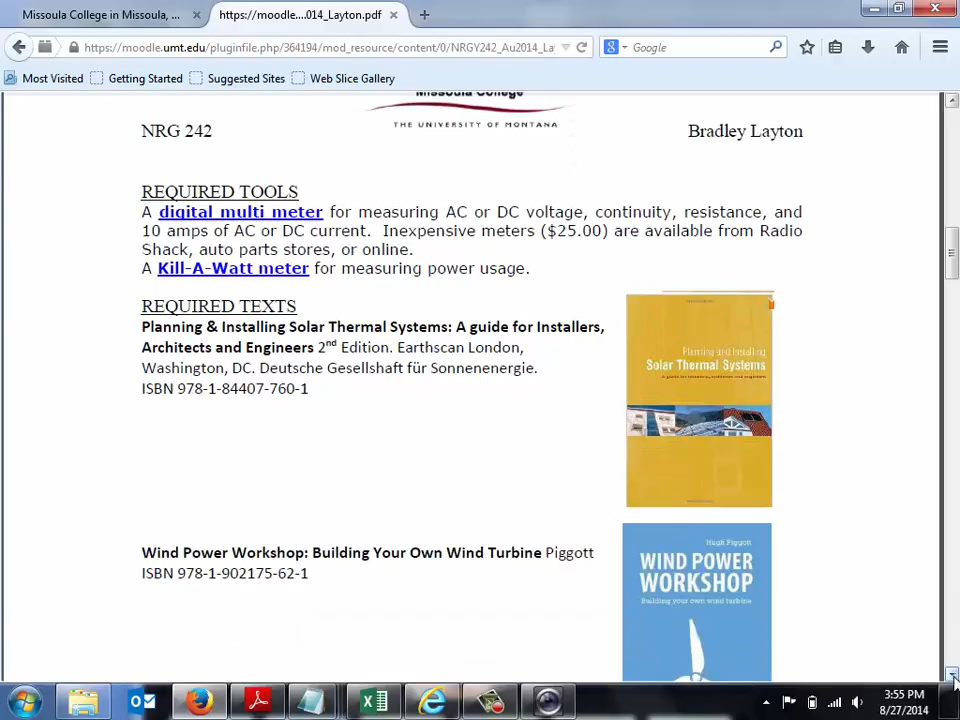 Missoula College in Missoula, ...
https://moodle....014_Layton.pdf
https://moodle.umt.edu/pluginfile.php/364194/mod_resource/content/0/NRGY242_Au2014_La
Google
Most Visited
Getting Started
Suggested Sites
Web Slice Gallery
Missoula College
THE UNIVERSITY OF MONTANA
NRG 242
Bradley Layton
REQUIRED TOOLS
A digital multi meter for measuring AC or DC voltage, continuity, resistance, and
10 amps of AC or DC current. Inexpensive meters ($25.00) are available from Radio
Shack, auto parts stores, or online.
A Kill-A-Watt meter for measuring power usage.
REQUIRED TEXTS
Planning & Installing Solar Thermal Systems: A guide for Installers,
Architects and Engineers 2nd Edition. Earthscan London,
Washington, DC. Deutsche Gesellschaft für Sonnenenergie.
ISBN 978-1-84407-760-1
Planning and Installing
Solar Thermal Systems
Wind Power Workshop: Building Your Own Wind Turbine Piggott
ISBN 978-1-902175-62-1
Hugh Piggott
WIND POWER
WORKSHOP
Building your own wind turbine
3:55 PM
8/27/2014